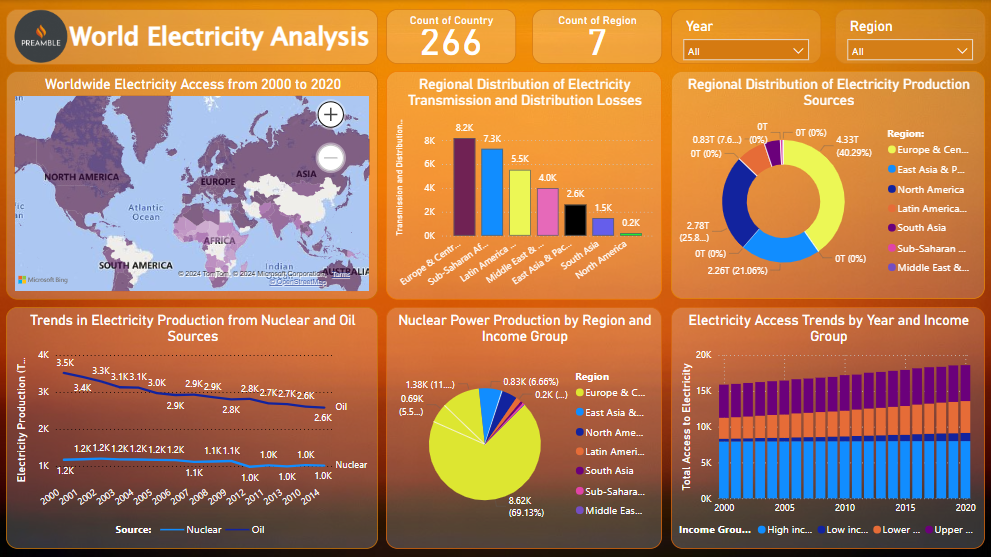 PREAMBLE
World Electricity Analysis
Count of Country
266
Count of Region
7
Year
All
Region
All
Worldwide Electricity Access from 2000 to 2020
NORTH AMERICA
EUROPE
ASIA
Atlantic
Ocean
AFRICA
SOUTH AMERICA
Indian
AUSTRALIA
Microsoft Bing
© 2024 TomTom, © 2024 Microsoft Corporation, Terms
© OpenStreetMap
Regional Distribution of Electricity
Transmission and Distribution Losses
Transmission and Distribution...
8K
6K
4K
2K
0K
8.2K
7.3K
5.5K
4.0K
2.6K
1.5K
0.2K
Europe & Centr...
Sub-Saharan Af...
Latin America ...
Middle East & ...
East Asia & Pac...
South Asia
North America
Regional Distribution of Electricity Production
Sources
0T (0%)
0T
(0%)
0.83T (7.6...)
0T (0%)
4.33T
(40.29%)
2.78T
(25.8...)
0T (0%)
2.26T (21.06%)
0T (0%)
Region:
Europe & Cen...
East Asia & P...
North America
Latin America...
South Asia
Sub-Saharan ...
Middle East &...
Trends in Electricity Production from Nuclear and Oil
Sources
Electricity Production (T...
4K
3K
2K
1K
3.5K
3.4K
3.3K
3.1K
3.1K
3.0K
2.9K
2.9K
2.9K
2.8K
2.8K
2.7K
2.7K
2.6K
2.6K
Oil
1.2K
1.2K
1.2K
1.2K
1.2K
1.2K
1.1K
1.1K
1.1K
1.0K
1.0K
1.0K
1.0K
1.0K
Nuclear
2000
2001
2002
2003
2004
2005
2006
2007
2008
2009
2012
2011
2013
2010
2014
Source:
Nuclear
Oil
Nuclear Power Production by Region and
Income Group
1.38K (11....)
0.69K
(5.5...)
0.83K (6.66%)
0.2K (...)
8.62K
(69.13%)
Region
Europe & C...
East Asia &...
North Ame...
Latin Ameri...
South Asia
Sub-Sahara...
Middle Eas...
Electricity Access Trends by Year and Income
Group
Total Access to Electricity
20K
15K
10K
5K
0K
2000
2005
2010
2015
2020
Income Grou...
High inc...
Low inc...
Lower ...
Upper ...